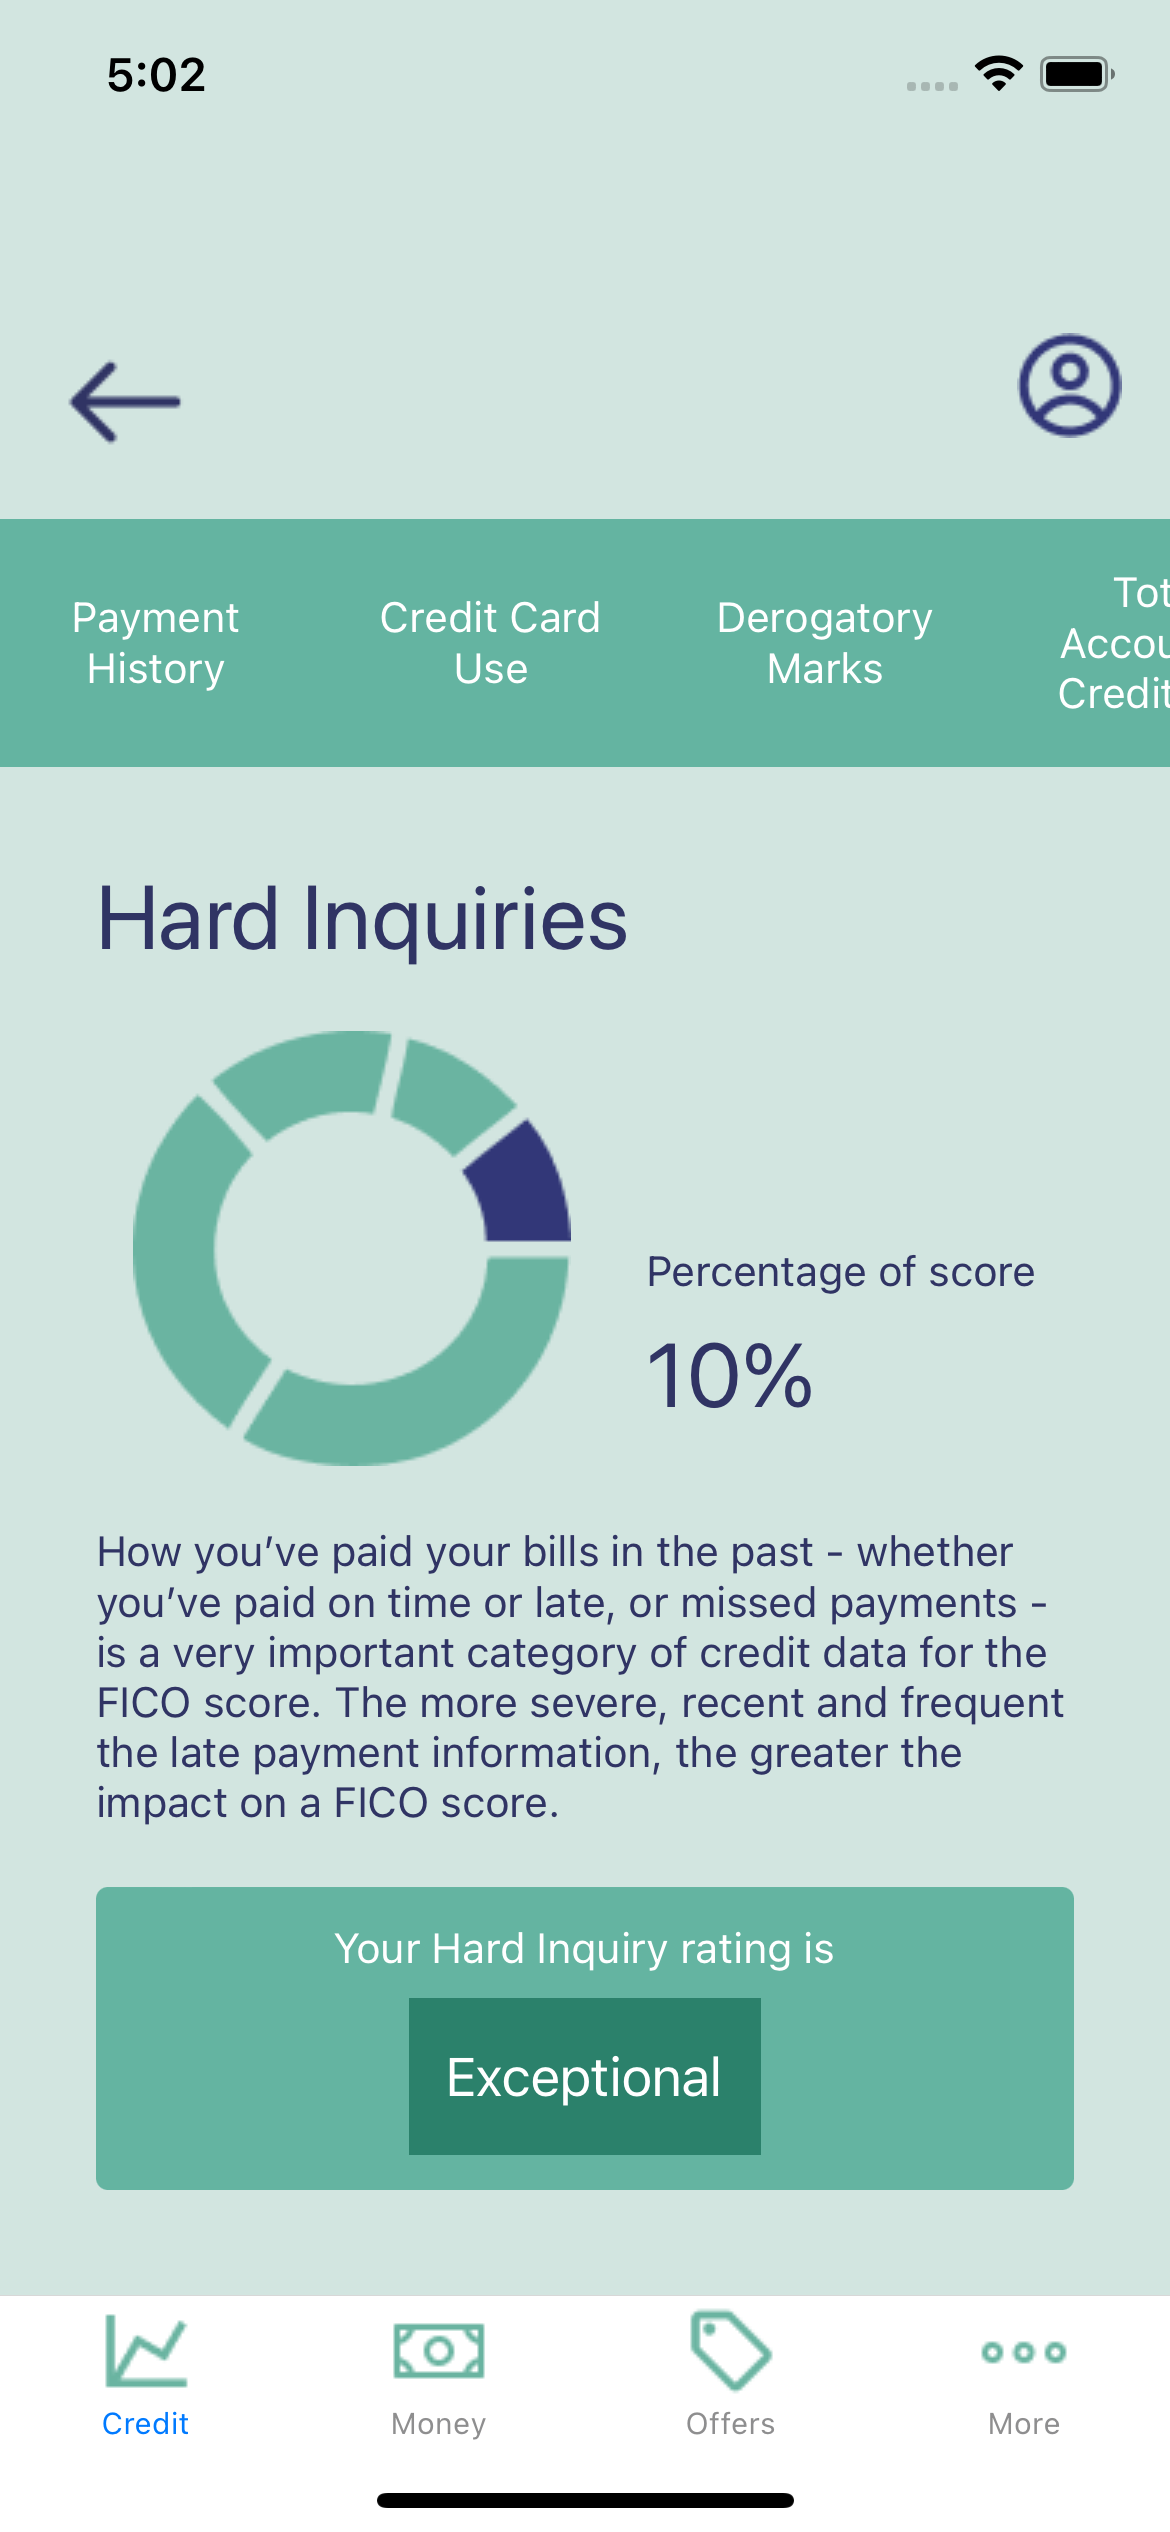 5:02
Payment
History
Credit Card
Use
Derogatory
Marks
Tot
Accou
Credit
Hard Inquiries
Percentage of score
10%
How you’ve paid your bills in the past - whether
you’ve paid on time or late, or missed payments -
is a very important category of credit data for the
FICO score. The more severe, recent and frequent
the late payment information, the greater the
impact on a FICO score.
Your Hard Inquiry rating is
Exceptional
Credit
Money
Offers
More